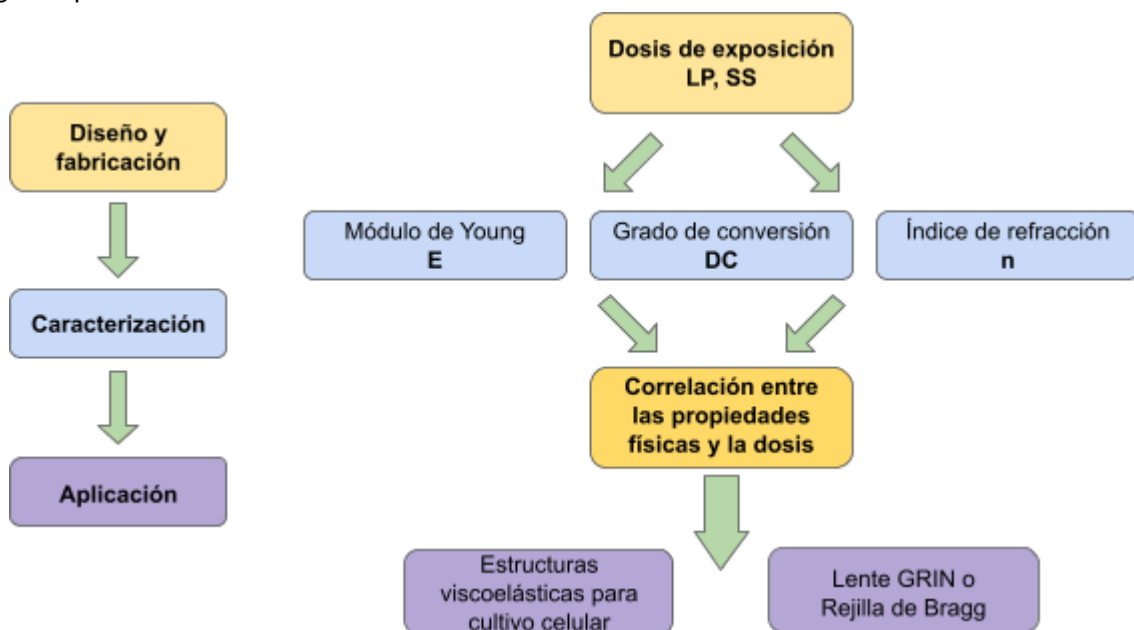 Dosis de exposición
LP, SS
Diseño y
fabricación
Módulo de Young
E
Grado de conversión
DC
Índice de refracción
n
Caracterización
Correlación entre
las propiedades
físicas y la dosis
Aplicación
Estructuras
viscoelásticas para
cultivo celular
Lente GRIN o
Rejilla de Bragg